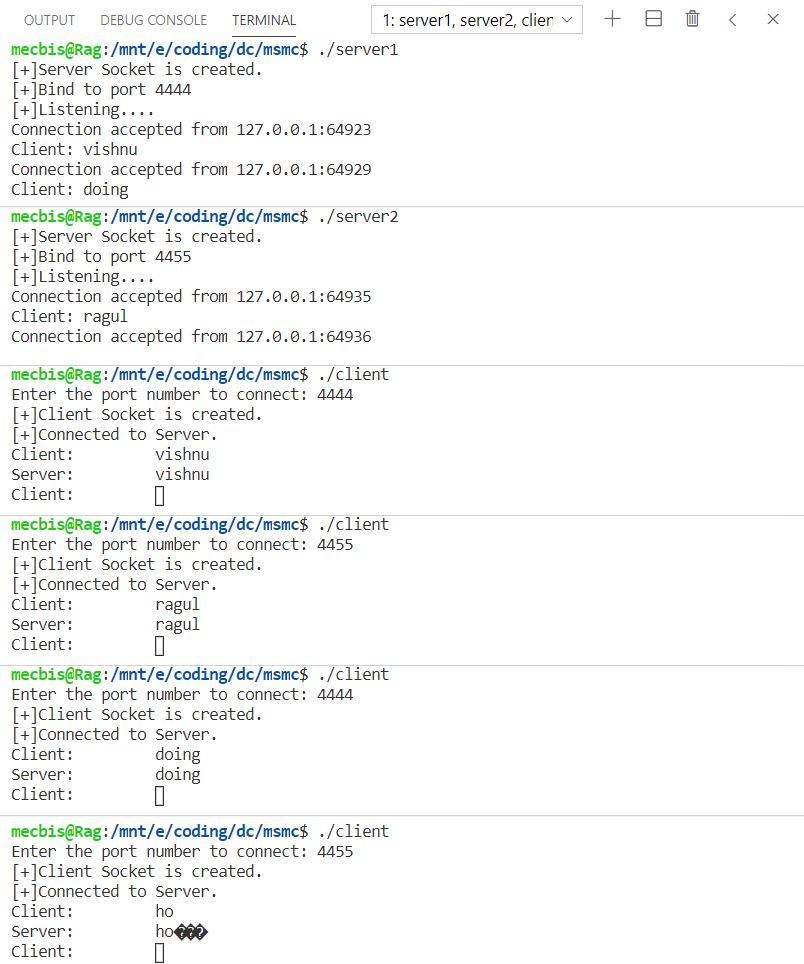 OUTPUT DEBUG CONSOLE TERMINAL 1: server1, server2, clien
mecbis@Rag:/mnt/e/coding/dc/msmc$ ./server1
[+]Server Socket is created.
[+]Bind to port 4444
[+]Listening....
Connection accepted from 127.0.0.1:64923
Client: vishnu
Connection accepted from 127.0.0.1:64929
Client: doing
mecbis@Rag:/mnt/e/coding/dc/msmc$ ./server2
[+]Server Socket is created.
[+]Bind to port 4455
[+]Listening....
Connection accepted from 127.0.0.1:64935
Client: ragul
Connection accepted from 127.0.0.1:64936
mecbis@Rag:/mnt/e/coding/dc/msmc$ ./client
Enter the port number to connect: 4444
[+]Client Socket is created.
[+]Connected to Server.
Client: vishnu
Server: vishnu
Client:
mecbis@Rag:/mnt/e/coding/dc/msmc$ ./client
Enter the port number to connect: 4455
[+]Client Socket is created.
[+]Connected to Server.
Client: ragul
Server: ragul
Client:
mecbis@Rag:/mnt/e/coding/dc/msmc$ ./client
Enter the port number to connect: 4444
[+]Client Socket is created.
[+]Connected to Server.
Client: doing
Server: doing
Client:
mecbis@Rag:/mnt/e/coding/dc/msmc$ ./client
Enter the port number to connect: 4455
[+]Client Socket is created.
[+]Connected to Server.
Client: ho
Server: ho���
Client: